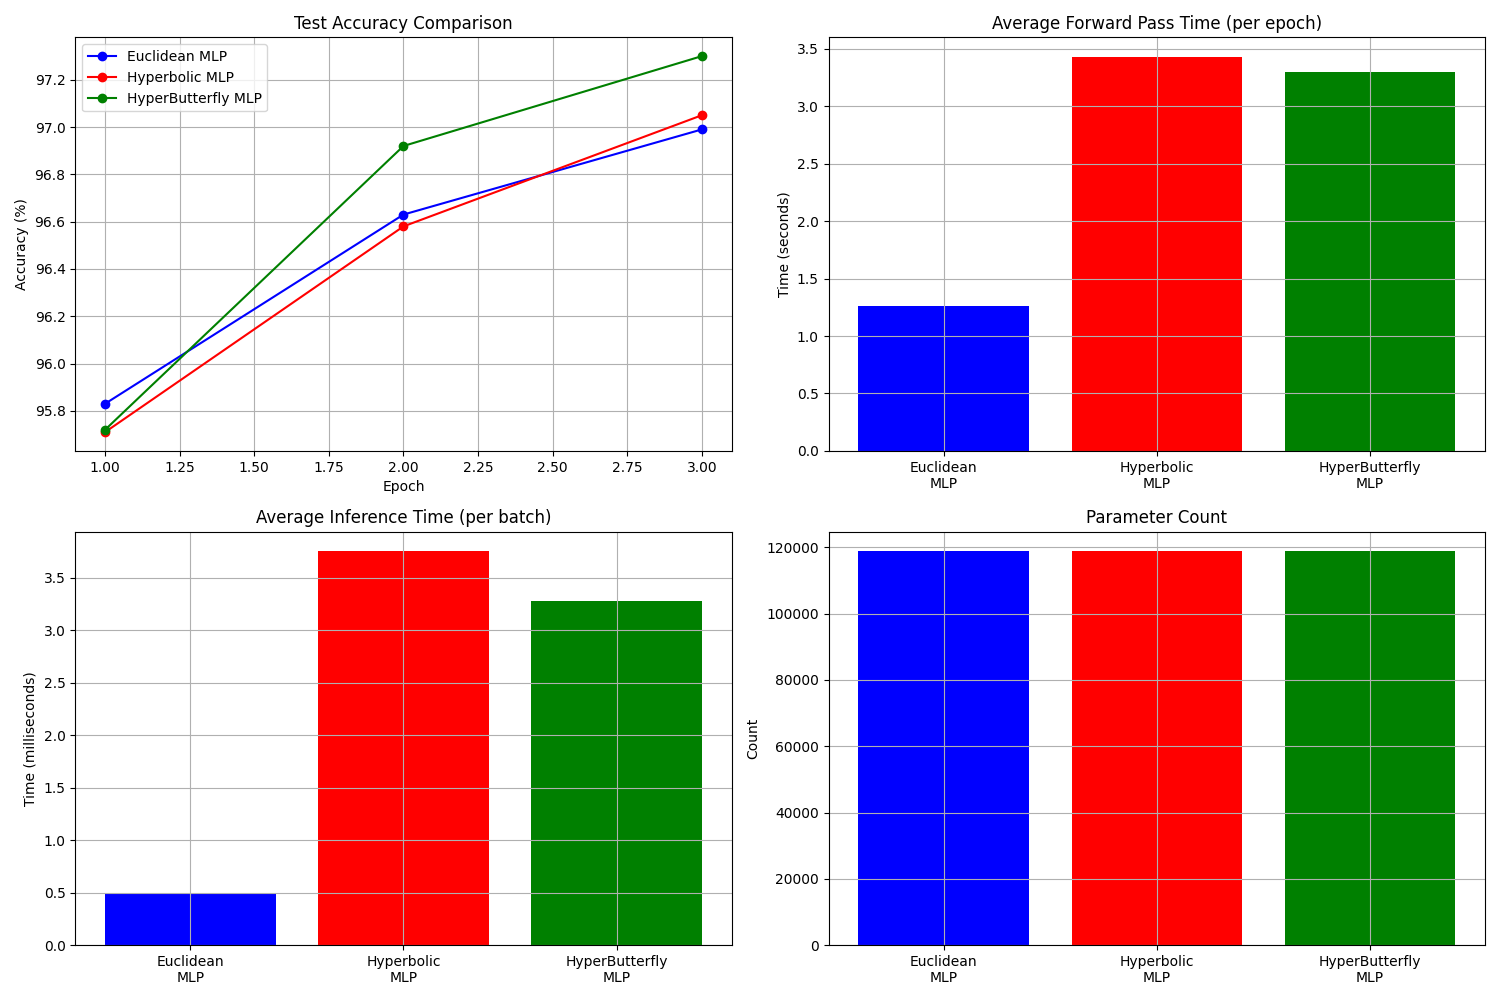 Test Accuracy Comparison
Euclidean MLP
Hyperbolic MLP
HyperButterfly MLP
97.2
97.0
96.8
96.6
96.4
96.2
96.0
95.8
Accuracy (%)
1.00 1.25 1.50 1.75 2.00 2.25 2.50 2.75 3.00
Epoch
Average Forward Pass Time (per epoch)
3.5
3.0
2.5
2.0
1.5
1.0
0.5
0.0
Time (seconds)
Euclidean Hyperbolic HyperButterfly
MLP MLP MLP
Average Inference Time (per batch)
3.5
3.0
2.5
2.0
1.5
1.0
0.5
0.0
Time (milliseconds)
Euclidean Hyperbolic HyperButterfly
MLP MLP MLP
Parameter Count
120000
100000
80000
60000
40000
20000
0
Count
Euclidean Hyperbolic HyperButterfly
MLP MLP MLP